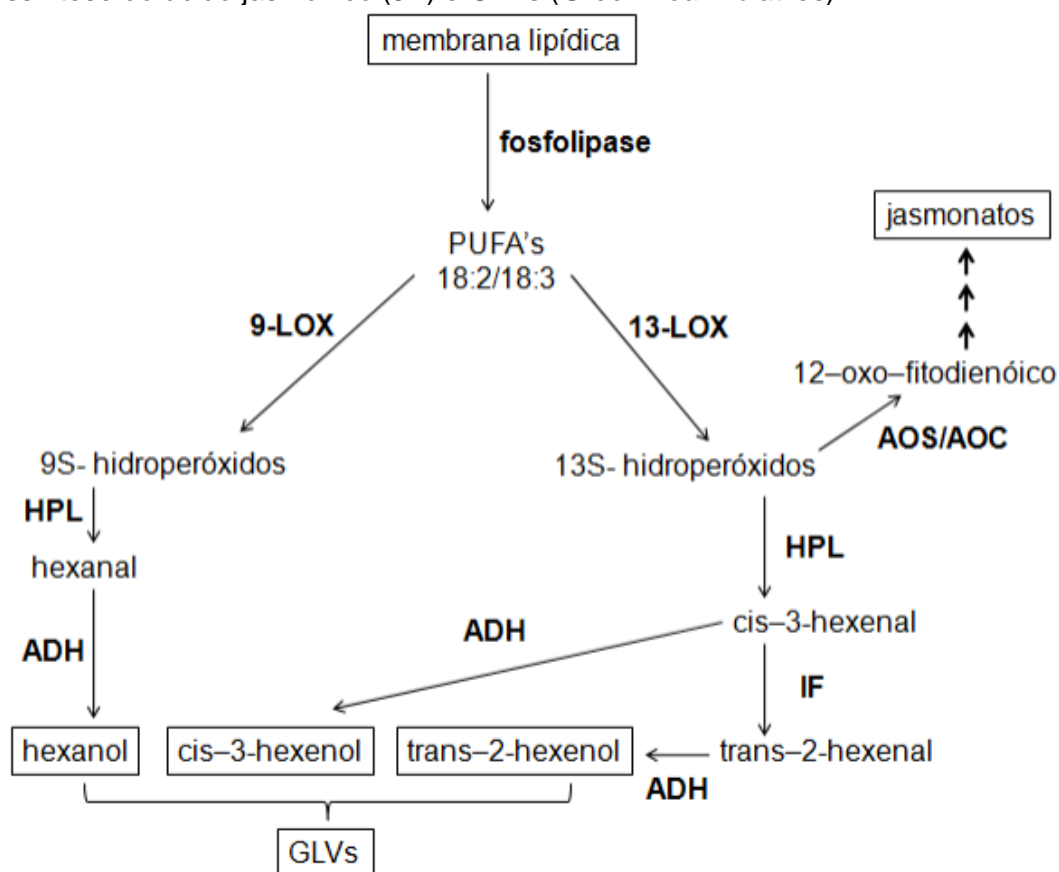 membrana lipídica
fosfolipase
jasmonatos
PUFA's
18:2/18:3
9-LOX
13-LOX
12–oxo–fitodienóico
AOS/AOC
9S- hidroperóxidos
13S- hidroperóxidos
HPL
HPL
hexanal
cis–3-hexenal
ADH
ADH
IF
hexanol
cis–3-hexenol
trans–2-hexenol
trans–2-hexenal
ADH
GLVs